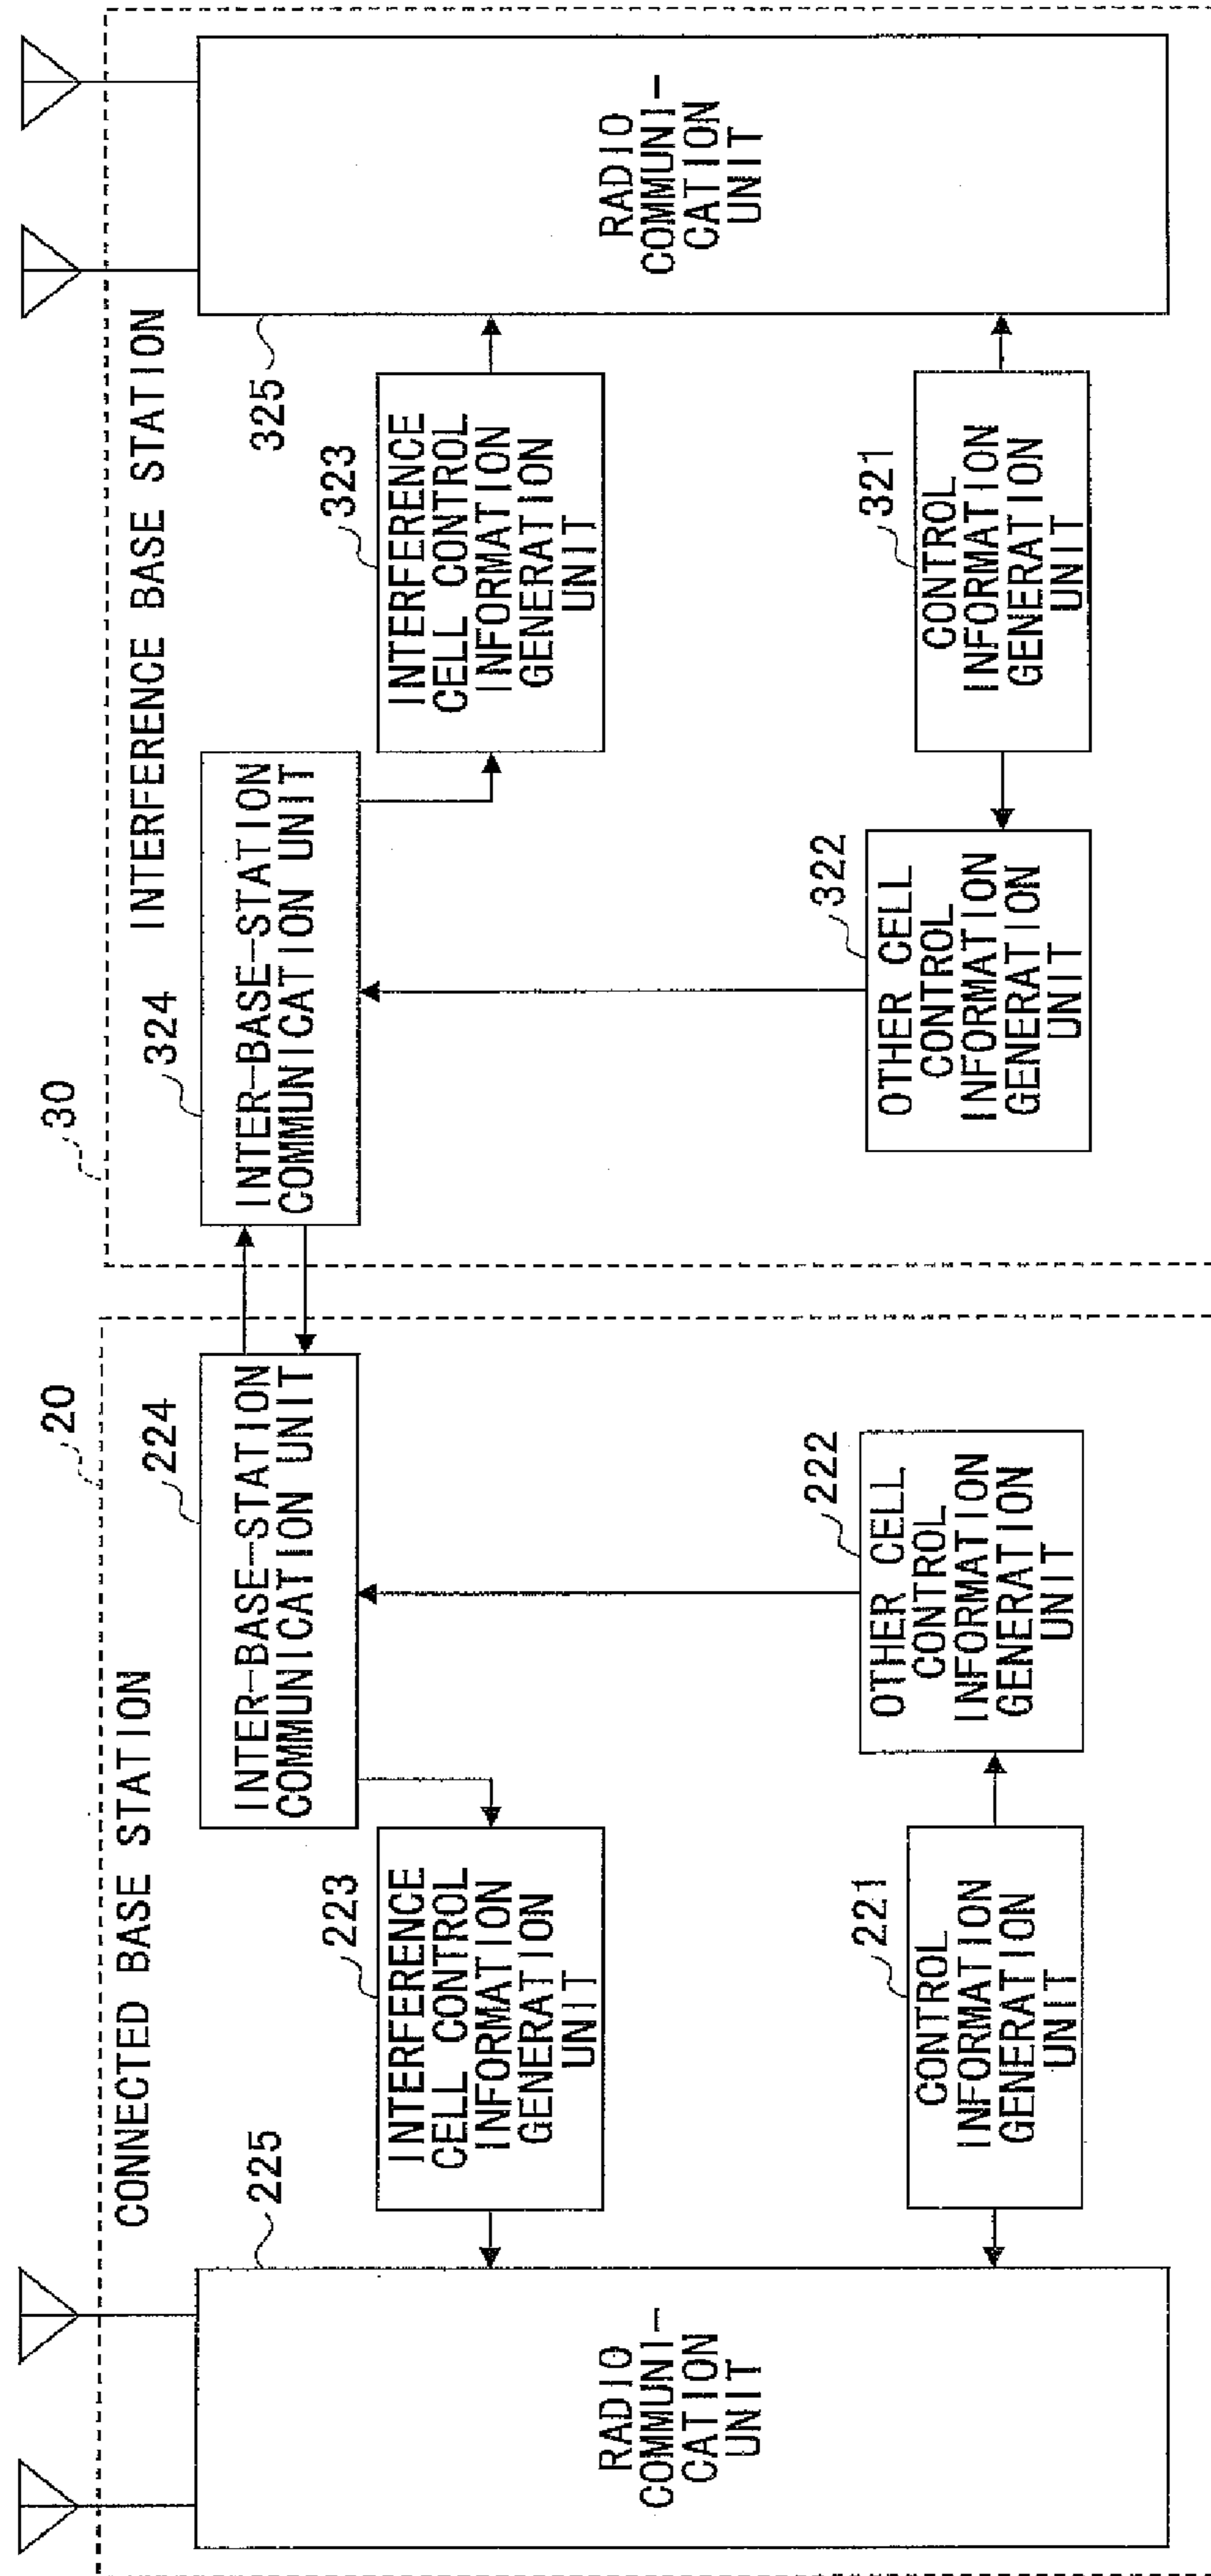 20
CONNECTED BASE STATION
224
INTER-BASE-STATION
COMMUNICATION UNIT
225
RADIO
COMMUNI-
CATION
UNIT
223
INTERFERENCE
CELL CONTROL
INFORMATION
GENERATION
UNIT
221
CONTROL
INFORMATION
GENERATION
UNIT
222
OTHER CELL
CONTROL
INFORMATION
GENERATION
UNIT
30
INTERFERENCE BASE STATION
324
INTER-BASE-STATION
COMMUNICATION UNIT
323
INTERFERENCE
CELL CONTROL
INFORMATION
GENERATION
UNIT
325
RADIO
COMMUNI-
CATION
UNIT
322
OTHER CELL
CONTROL
INFORMATION
GENERATION
UNIT
321
CONTROL
INFORMATION
GENERATION
UNIT